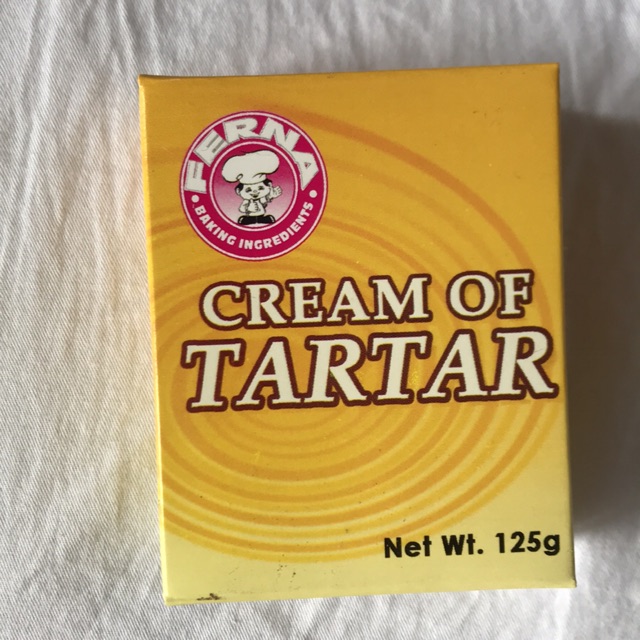 FERNA
• BAKING INGREDIENTS •
CREAM OF
TARTAR
Net Wt. 125g